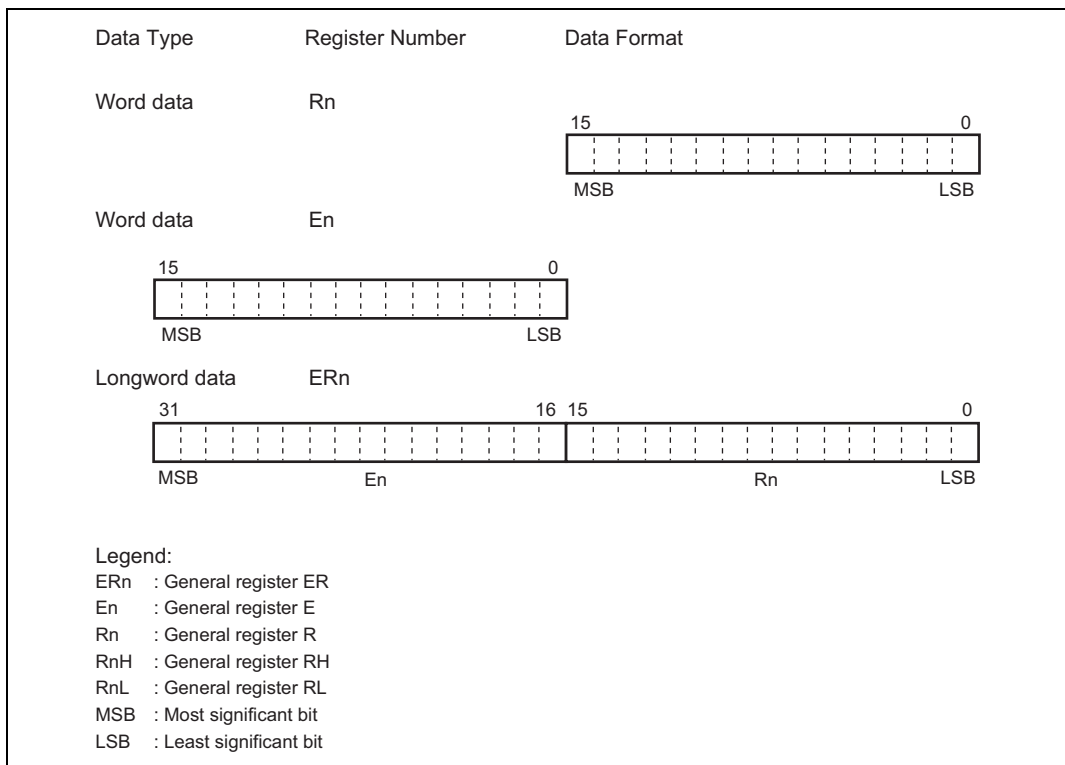 Data Type Register Number Data Format
Word data Rn
15 0
MSB LSB
Word data En
15 0
MSB LSB
Longword data ERn
31 16 15 0
MSB En Rn LSB
Legend:
ERn : General register ER
En : General register E
Rn : General register R
RnH : General register RH
RnL : General register RL
MSB : Most significant bit
LSB : Least significant bit